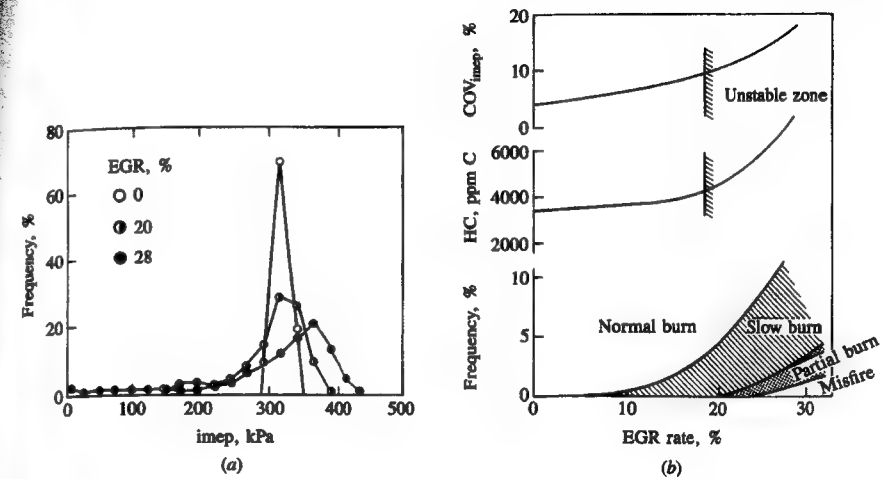 80
60
40
20
0
Frequency, %
EGR, %
0
20
28
0
100
200
300
400
500
imep, kPa
(a)
20
10
0
COVimep, %
Unstable zone
6000
4000
2000
HC, ppm C
10
5
0
Frequency, %
Normal burn
Slow burn
Partial burn
Misfire
0
10
20
30
EGR rate, %
(b)